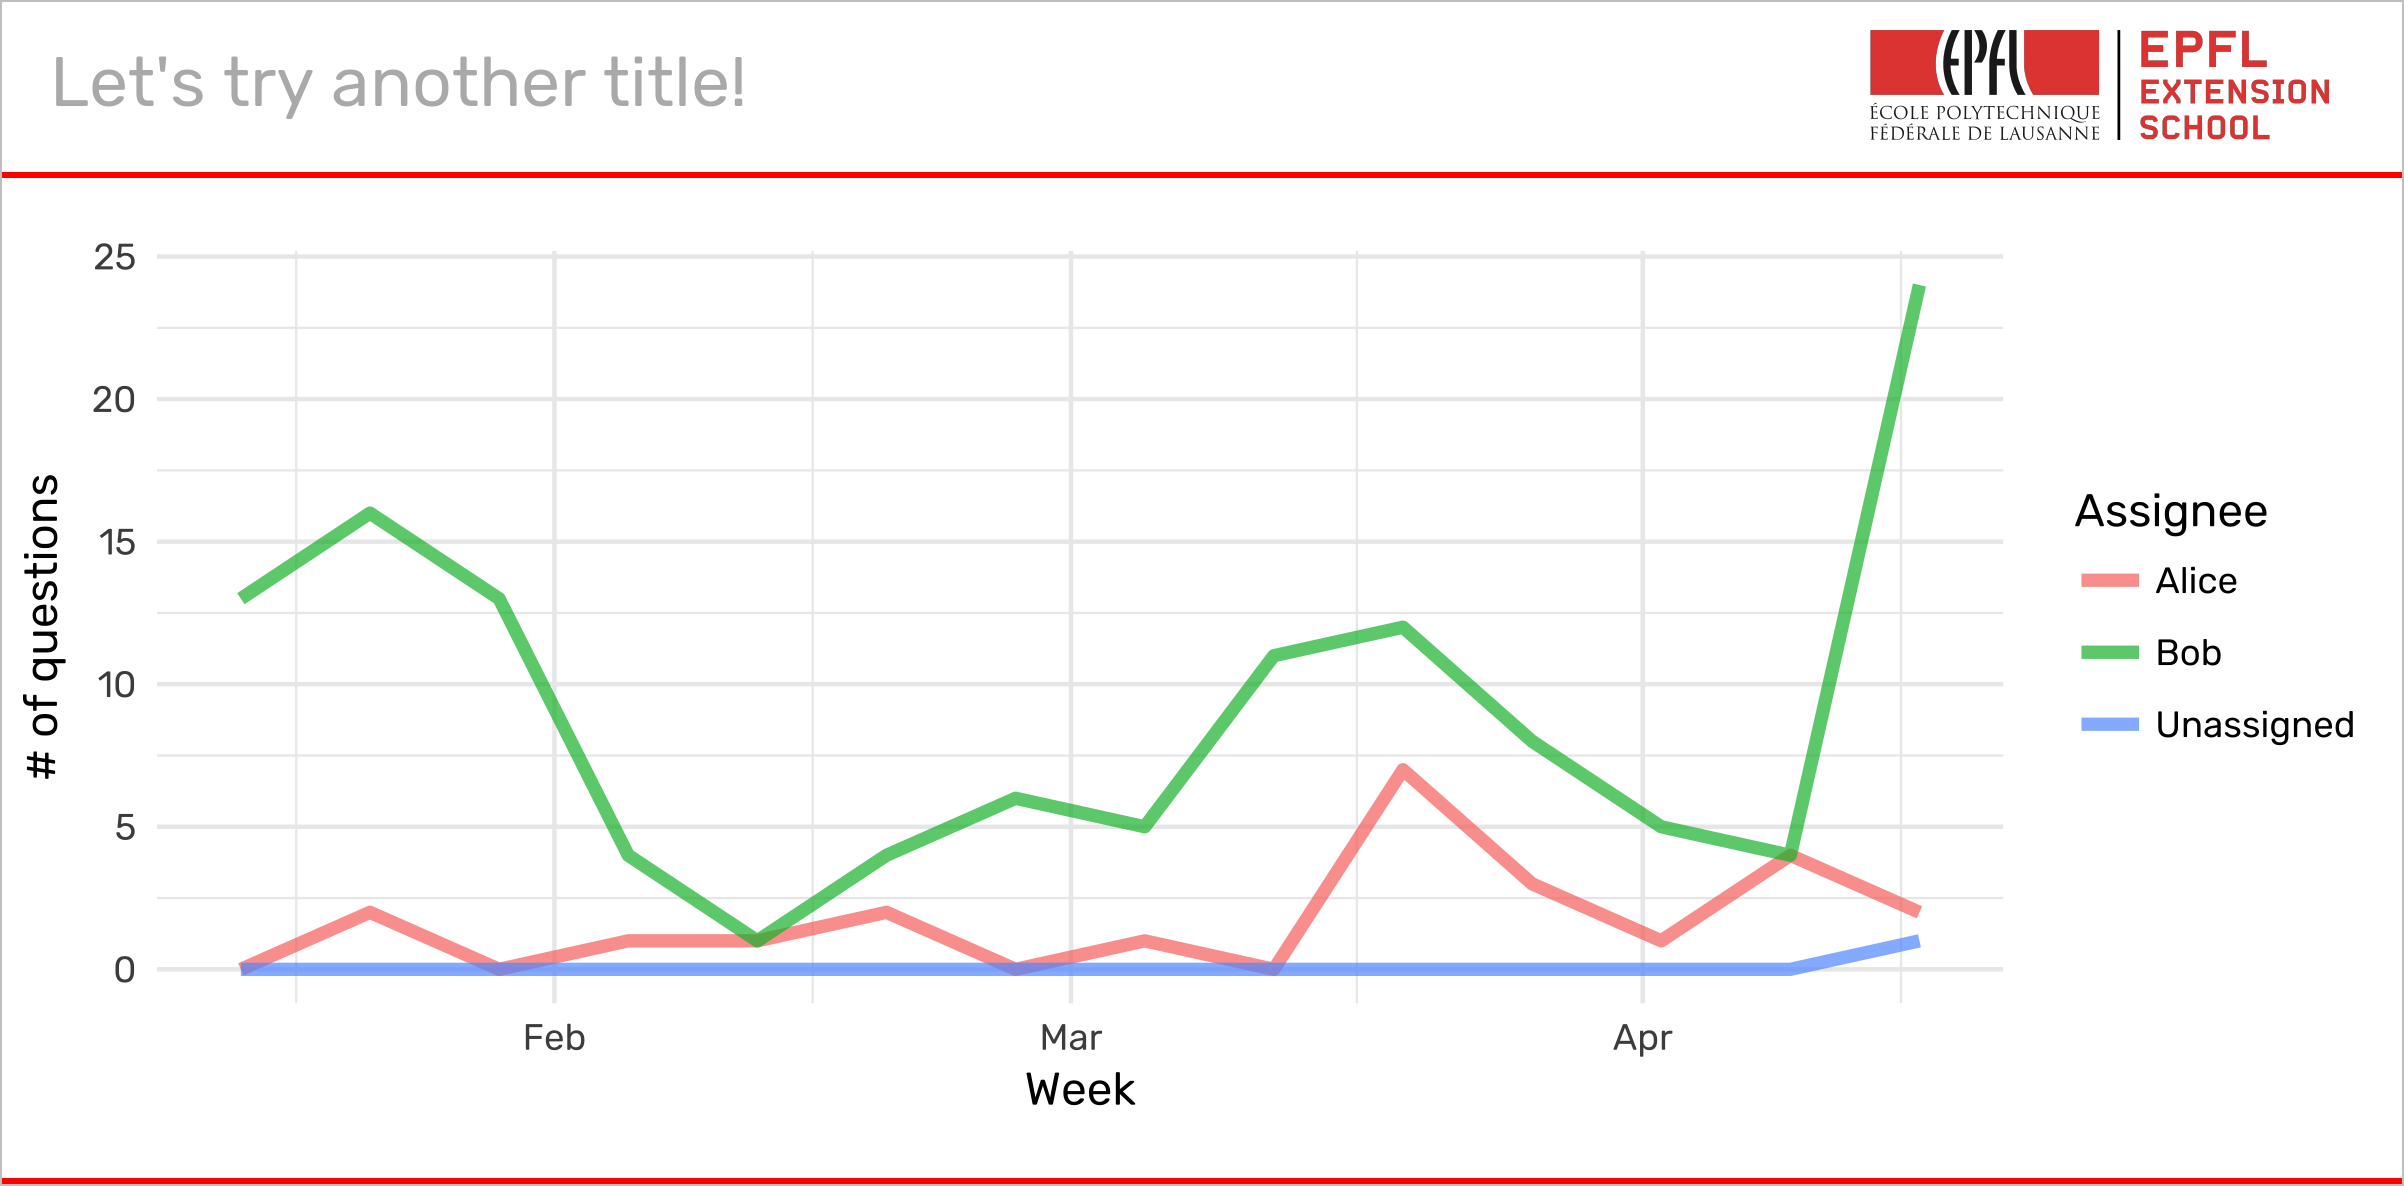 Let's try another title!
EPFL
ÉCOLE POLYTECHNIQUE
FÉDÉRALE DE LAUSANNE
EPFL
EXTENSION
SCHOOL
25
20
15
10
5
0
# of questions
Feb
Mar
Apr
Week
Assignee
Alice
Bob
Unassigned